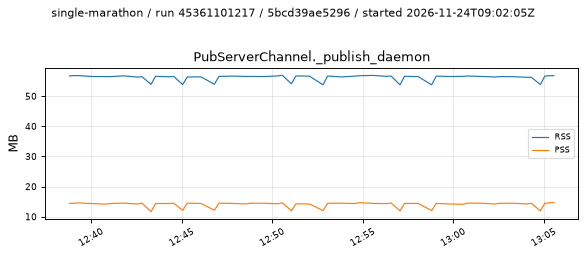 single-marathon / run 45361101217 / 5bcd39ae5296 / started 2026-11-24T09:02:05Z
PubServerChannel._publish_daemon
MB
50
40
30
20
10
RSS
PSS
12:40
12:45
12:50
12:55
13:00
13:05